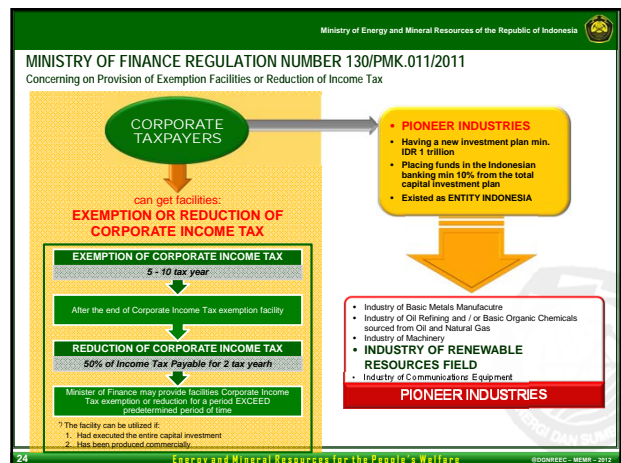 Ministry of Energy and Mineral Resources of the Republic of Indonesia
MINISTRY OF FINANCE REGULATION NUMBER 130/PMK.011/2011
Concerning on Provision of Exemption Facilities or Reduction of Income Tax
CORPORATE
TAXPAYERS
can get facilities:
EXEMPTION OR REDUCTION OF
CORPORATE INCOME TAX
EXEMPTION OF CORPORATE INCOME TAX
5 - 10 tax year
After the end of Corporate Income Tax exemption facility
REDUCTION OF CORPORATE INCOME TAX
50% of Income Tax Payable for 2 tax yearh
Minister of Finance may provide facilities Corporate Income
Tax exemption or reduction for a period EXCEED
predetermined period of time
*) The facility can be utilized if:
1. Had executed the entire capital investment
2. Has been produced commercially
• PIONEER INDUSTRIES
• Having a new investment plan min.
IDR 1 trillion
• Placing funds in the Indonesian
banking min 10% from the total
capital investment plan
• Existed as ENTITY INDONESIA
• Industry of Basic Metals Manufacutre
• Industry of Oil Refining and / or Basic Organic Chemicals
sourced from Oil and Natural Gas
• Industry of Machinery
• INDUSTRY OF RENEWABLE
RESOURCES FIELD
• Industry of Communications Equipment
PIONEER INDUSTRIES
24
Energy and Mineral Resources for the People's Welfare
©DGNREEC – MEMR – 2012